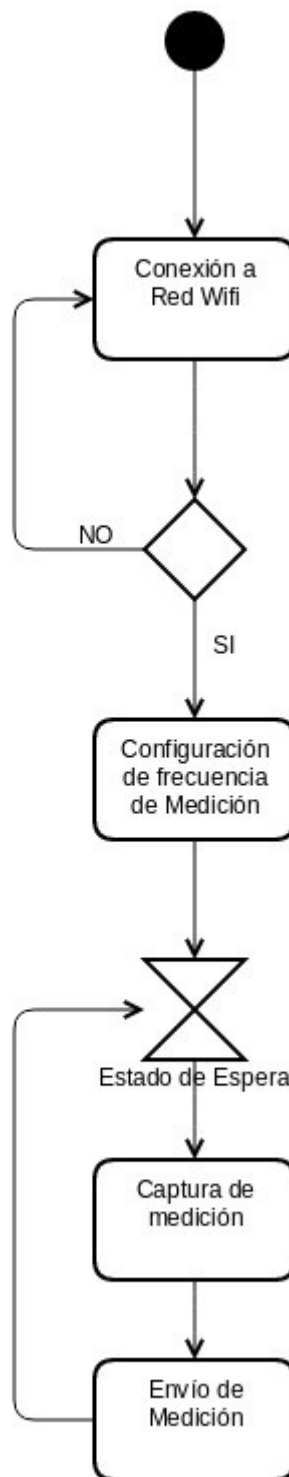 Conexión a
Red Wifi
NO
SI
Configuración
de frecuencia
de Medición
Estado de Espera
Captura de
medición
Envío de
Medición